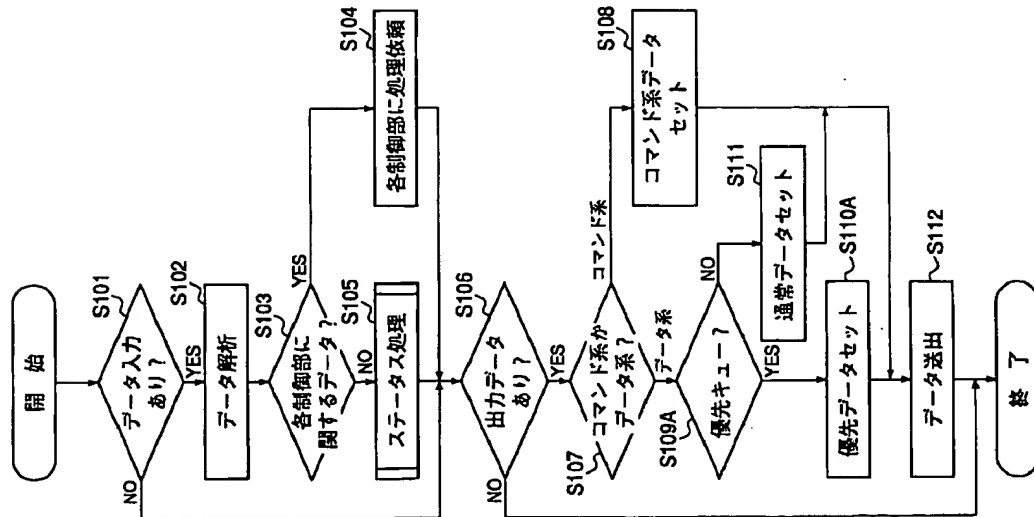 開 始
S101
データ入力
あり?
NO
YES
S102
データ解析
S103
各制御部に
関するデータ?
YES
NO
S104
各制御部に処理依頼
S105
ステータス処理
S106
出力データ
あり?
NO
YES
S107
コマンド系か
データ系?
コマンド系
データ系
S108
コマンド系データ
セット
S109A
優先キュー?
NO
YES
S111
通常データセット
S110A
優先データセット
S112
データ送出
終 了